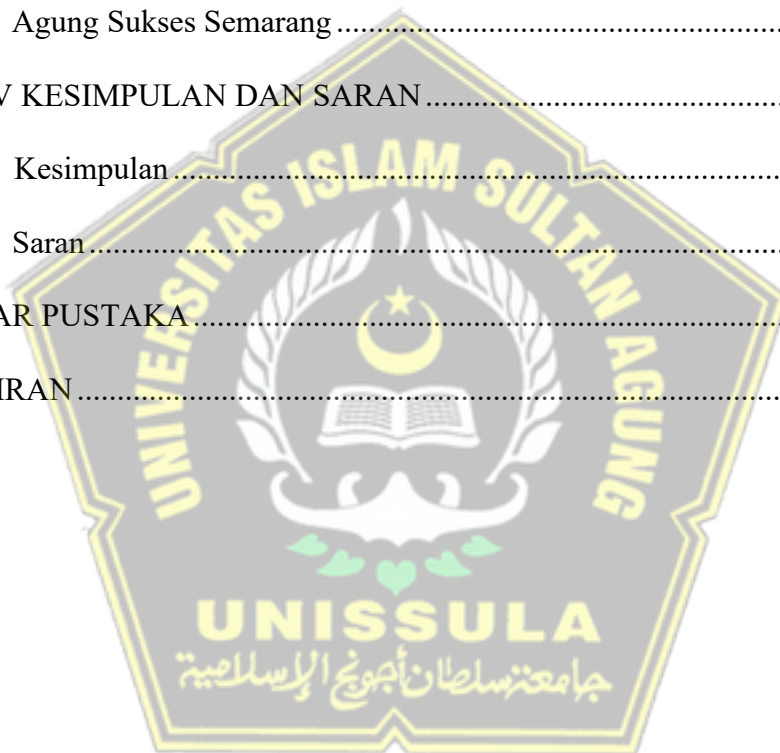 Agung Sukses Semarang ................................................................
V KESIMPULAN DAN SARAN ................................................................
Kesimpulan ................................................................
Saran ................................................................
AR PUSTAKA ................................................................
IRAN ................................................................
UNIVERSITAS ISLAM SULTAN AGUNG
UNISSULA
جامعة سلطان أجونج الإسلامية